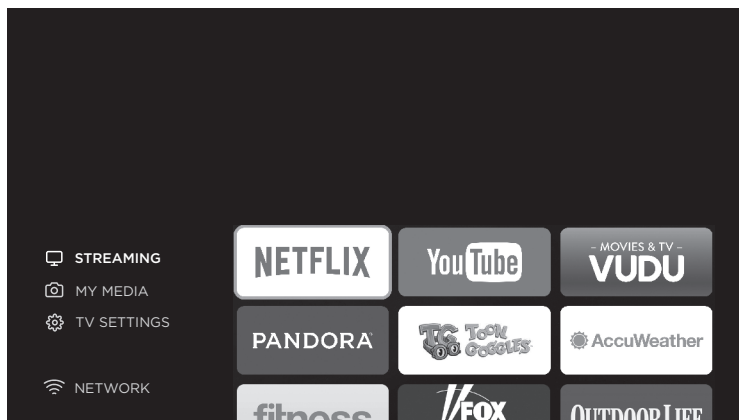 STREAMING
MY MEDIA
TV SETTINGS
NETWORK
NETFLIX
YouTube
– MOVIES & TV –
VUDU
PANDORA
TG TOON GOGGLES
AccuWeather
fitness
FOX
OUTDOOR LIFE